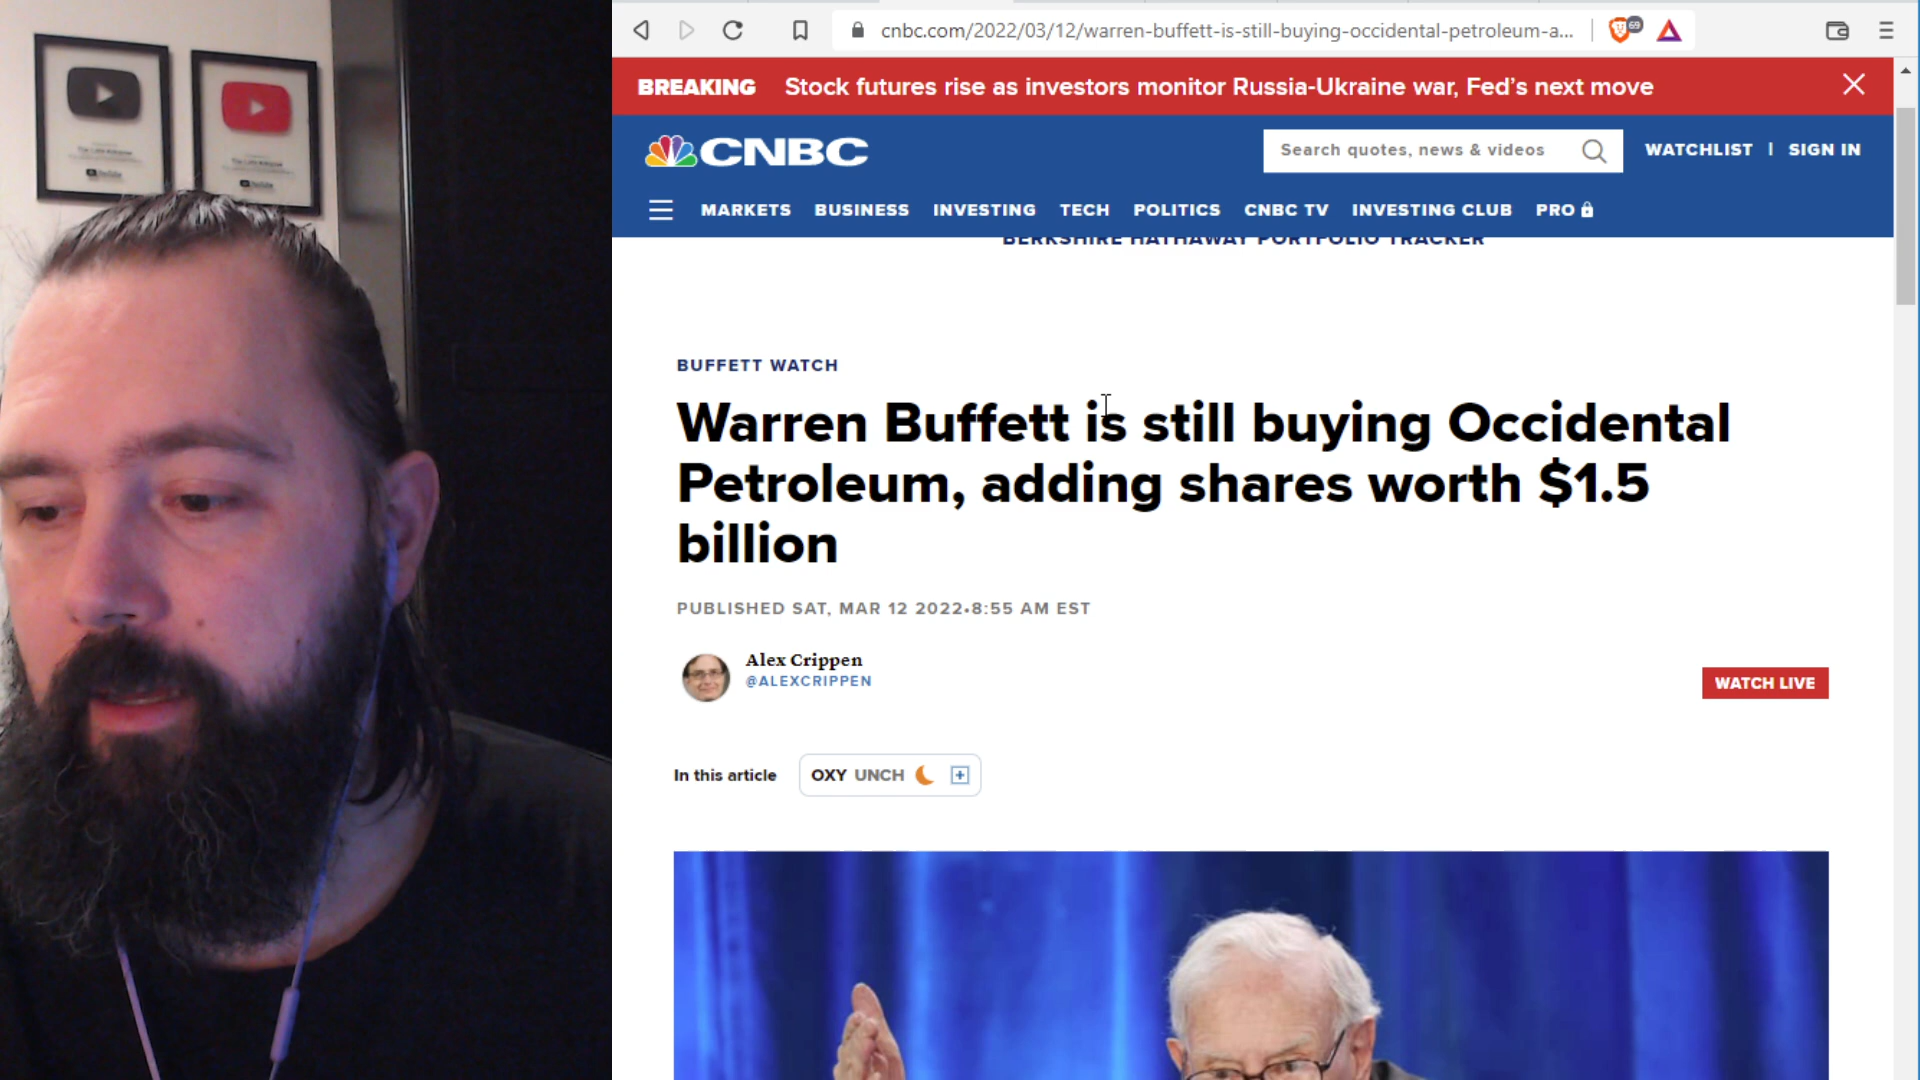 cnbc.com/2022/03/12/warren-buffett-is-still-buying-occidental-petroleum-a...
69
BREAKING Stock futures rise as investors monitor Russia-Ukraine war, Fed's next move
CNBC
Search quotes, news & videos
WATCHLIST | SIGN IN
MARKETS BUSINESS INVESTING TECH POLITICS CNBC TV INVESTING CLUB PRO
BERKSHIRE HATHAWAY PORTFOLIO TRACKER
BUFFETT WATCH
Warren Buffett is still buying Occidental
Petroleum, adding shares worth $1.5
billion
PUBLISHED SAT, MAR 12 2022•8:55 AM EST
Alex Crippen
@ALEXCRIPPEN
WATCH LIVE
In this article OXY UNCH